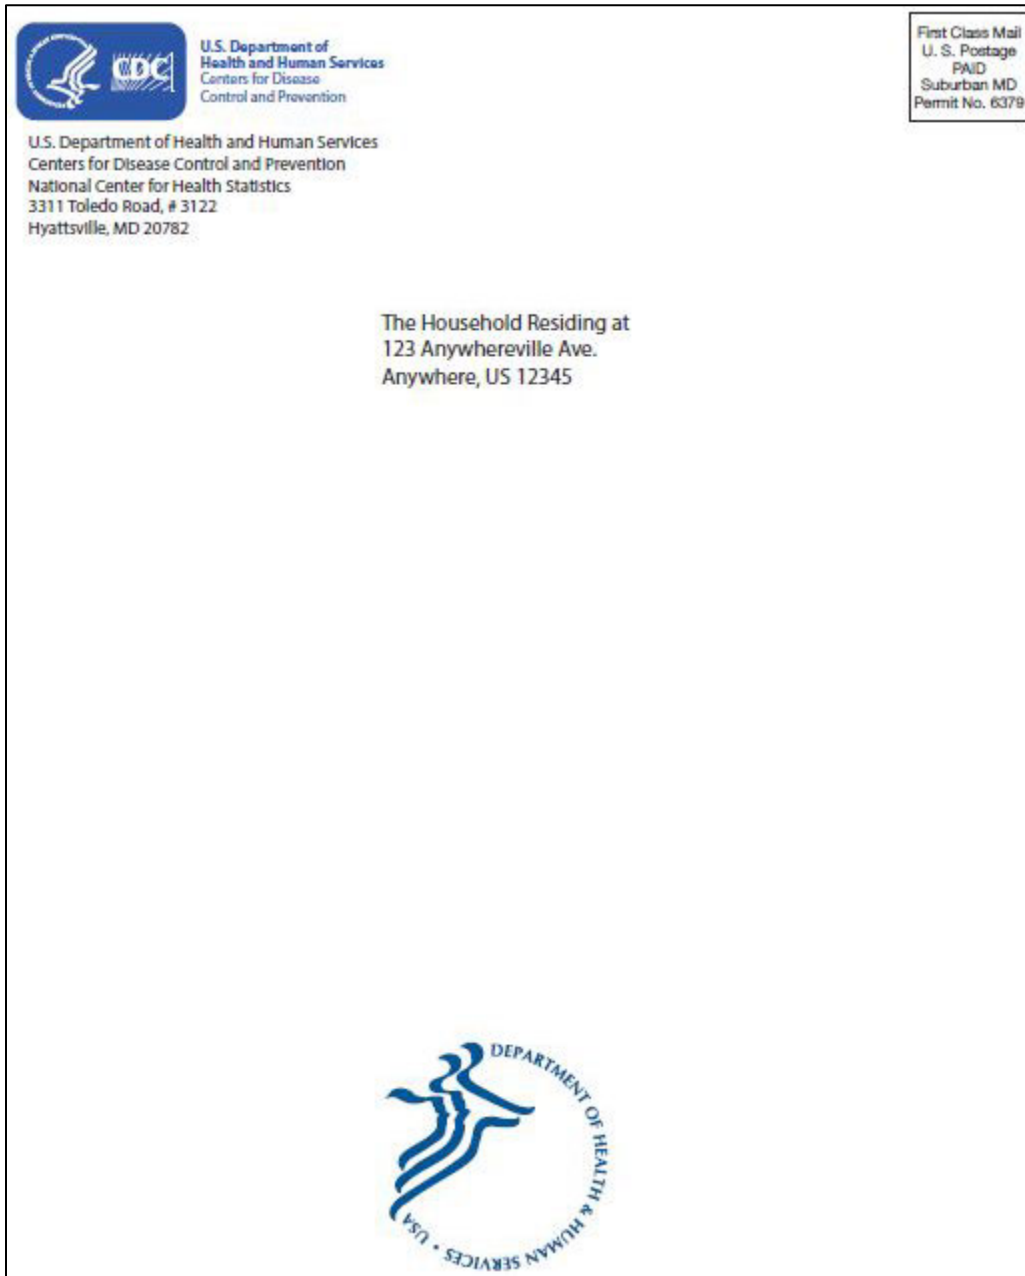 CDC
U.S. Department of
Health and Human Services
Centers for Disease
Control and Prevention
First Class Mail
U. S. Postage
PAID
Suburban MD
Permit No. 6379
U.S. Department of Health and Human Services
Centers for Disease Control and Prevention
National Center for Health Statistics
3311 Toledo Road, # 3122
Hyattsville, MD 20782
The Household Residing at
123 Anywhereville Ave.
Anywhere, US 12345
DEPARTMENT OF HEALTH & HUMAN SERVICES • USA